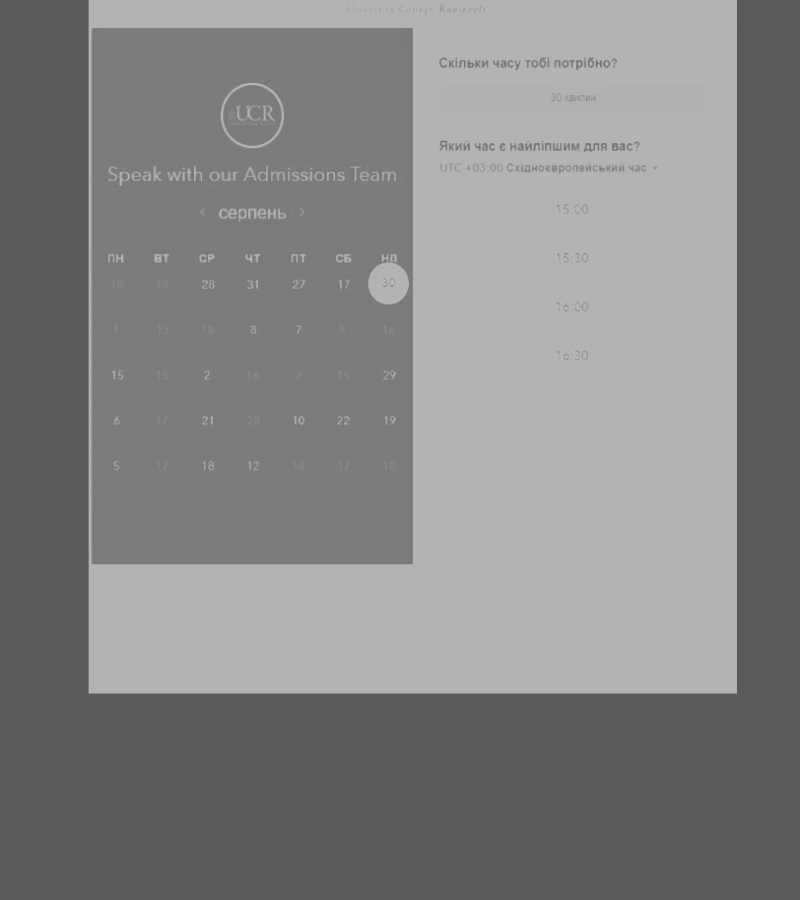 University College Roosevelt
UCR
Speak with our Admissions Team
< серпень >
ПН ВТ СР ЧТ ПТ СБ НД
18 19 28 31 27 17 30
1 13 18 8 7 5 16
15 15 2 16 7 15 29
6 17 21 28 10 22 19
5 17 18 12 18 17 18
Скільки часу тобі потрібно?
30 хвилин
Який час є найліпшим для вас?
UTC +03:00 Східноєвропейський час
15:00
15:30
16:00
16:30